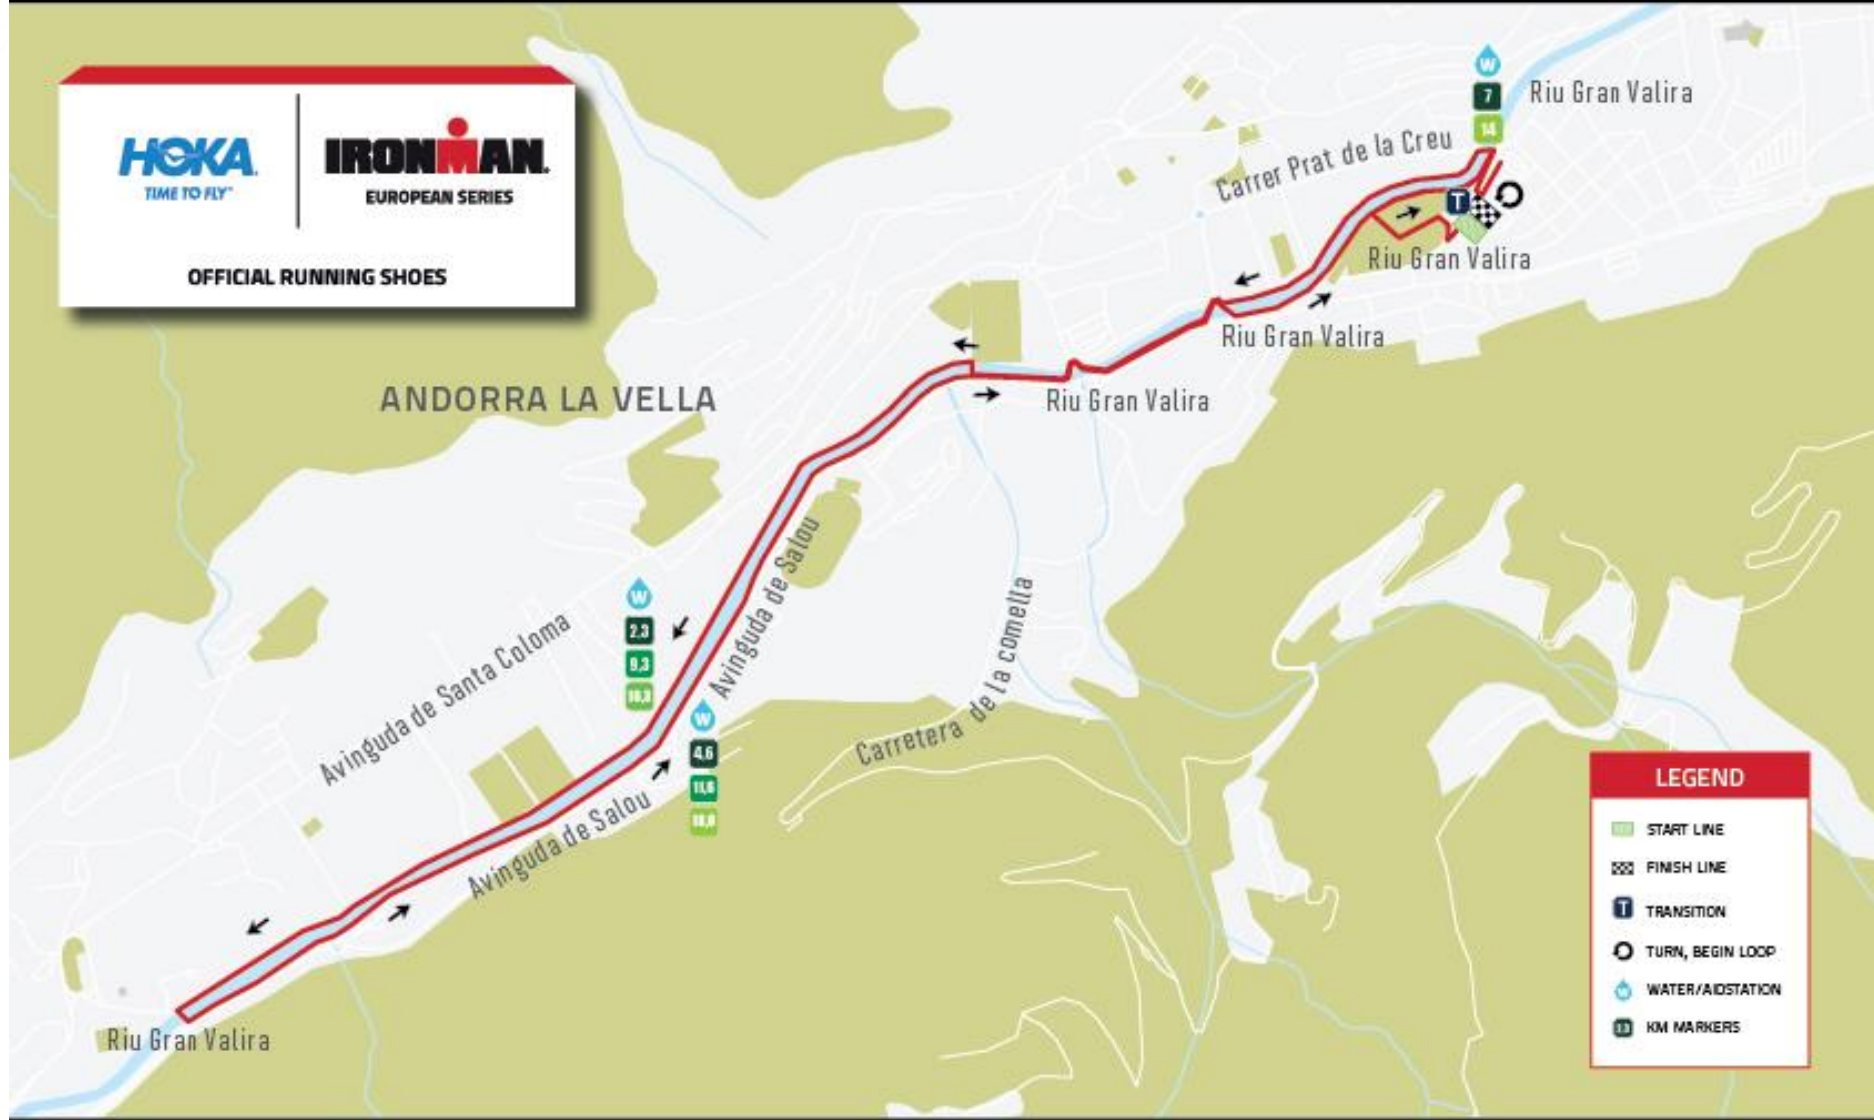 HOKA
TIME TO FLY™
IRONMAN®
EUROPEAN SERIES
OFFICIAL RUNNING SHOES
W
7
14
Riu Gran Valira
Carrer Prat de la Creu
T
Riu Gran Valira
Riu Gran Valira
Riu Gran Valira
ANDORRA LA VELLA
Avinguda de Salou
W
2,3
9,3
Avinguda de Santa Coloma
W
4,6
11,6
Carretera de la comella
Avinguda de Salou
Riu Gran Valira
LEGEND
START LINE
FINISH LINE
T TRANSITION
TURN, BEGIN LOOP
W WATER/AIDSTATION
KM MARKERS